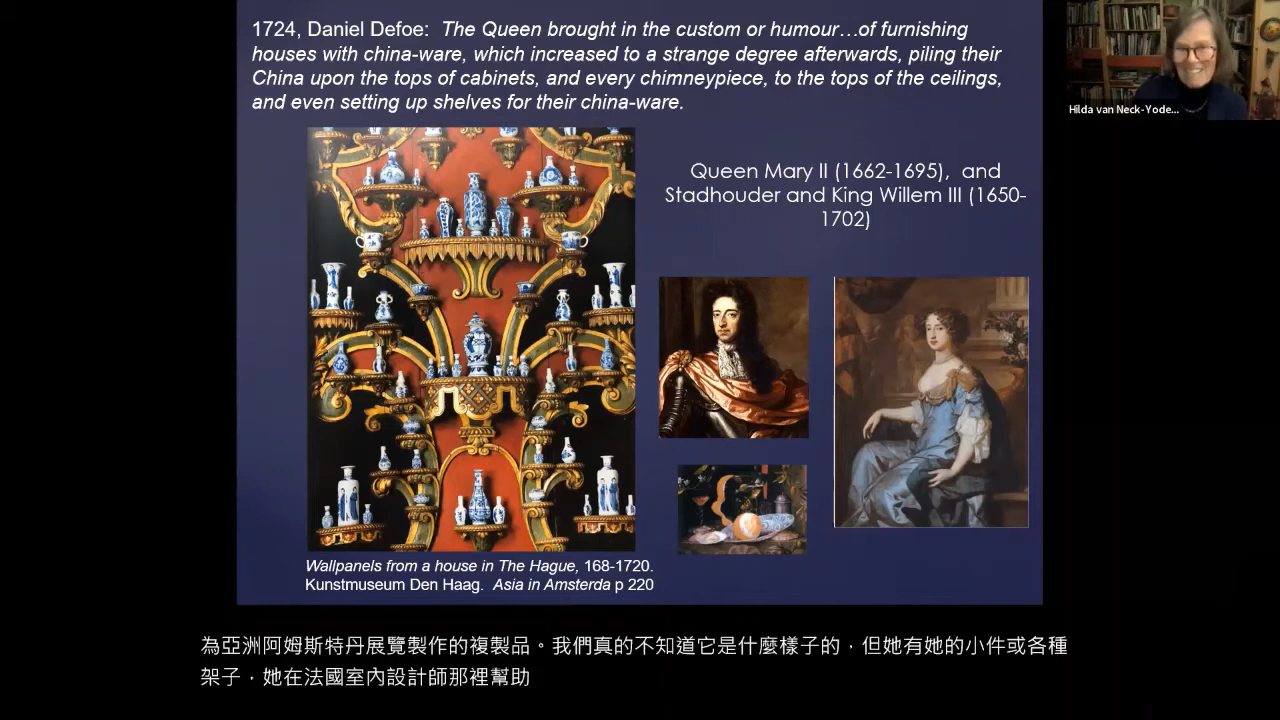 1724, Daniel Defoe: The Queen brought in the custom or humour…of furnishing
houses with china-ware, which increased to a strange degree afterwards, piling their
China upon the tops of cabinets, and every chimneypiece, to the tops of the ceilings,
and even setting up shelves for their china-ware.
Hilda van Neck-Yode...
Queen Mary II (1662-1695), and
Stadhouder and King Willem III (1650-
1702)
Wallpanels from a house in The Hague, 168-1720.
Kunstmuseum Den Haag. Asia in Amsterda p 220
為亞洲阿姆斯特丹展覽製作的複製品。我們真的不知道它是什麼樣子的，但她有她的小件或各種
架子，她在法國室內設計師那裡幫助